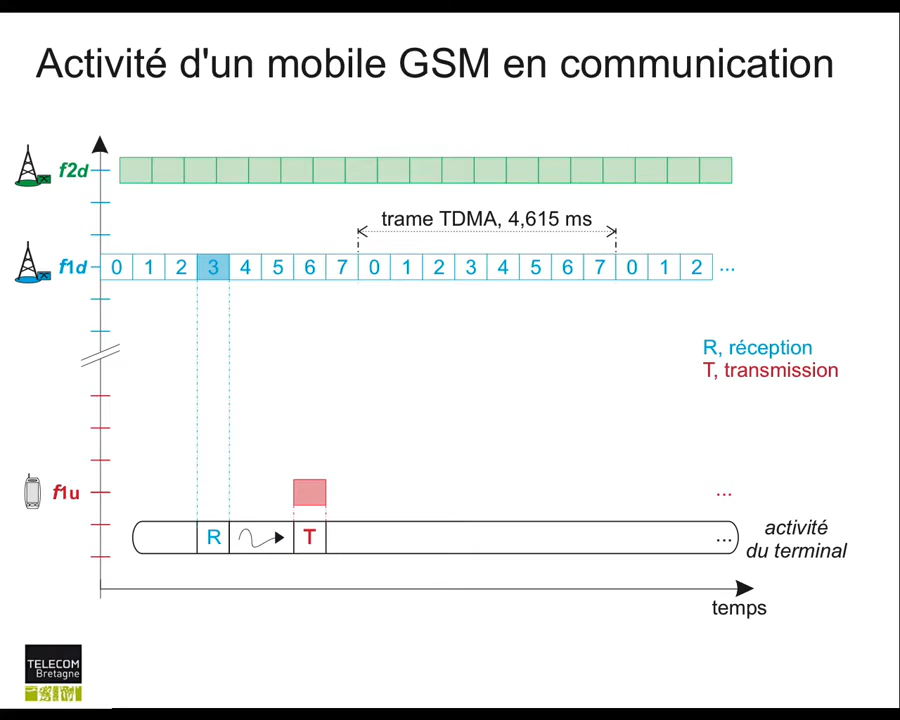 Activité d'un mobile GSM en communication
f2d
trame TDMA, 4,615 ms
f1d 0 1 2 3 4 5 6 7 0 1 2 3 4 5 6 7 0 1 2 ...
R, réception
T, transmission
f1u ...
R T ... activité
du terminal
temps
TELECOM
Bretagne